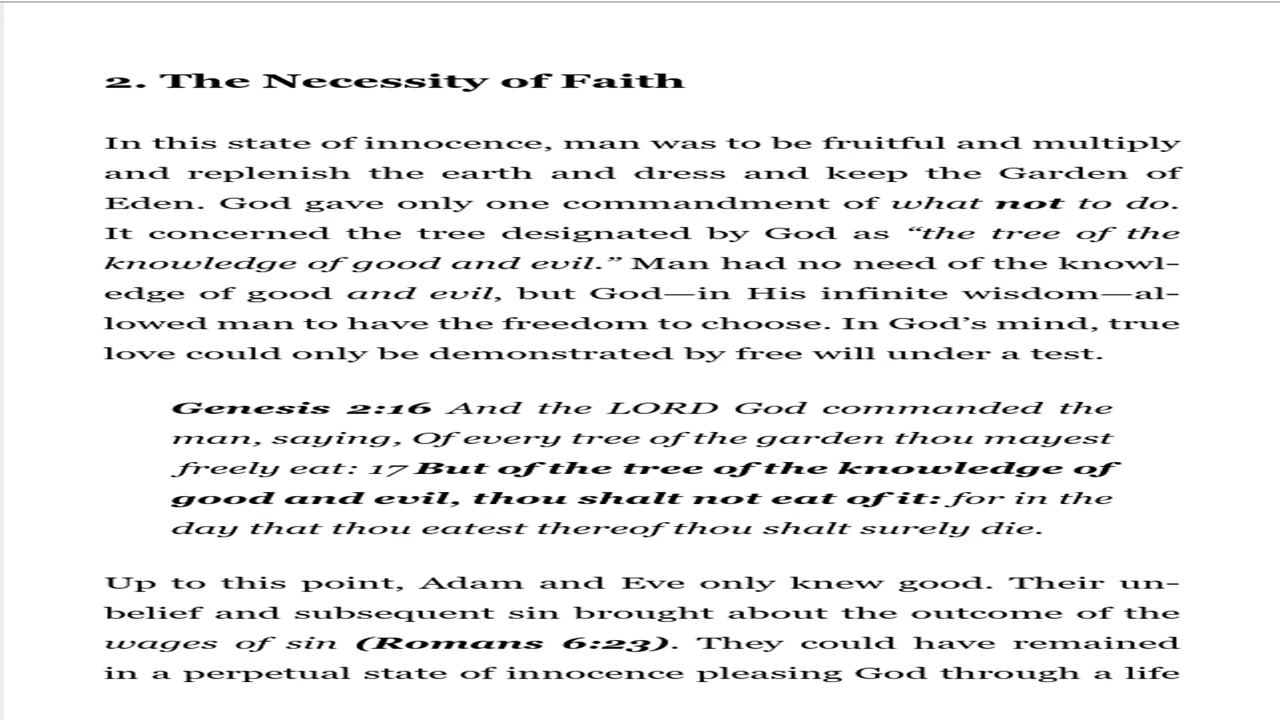 2. The Necessity of Faith
In this state of innocence, man was to be fruitful and multiply
and replenish the earth and dress and keep the Garden of
Eden. God gave only one commandment of what not to do.
It concerned the tree designated by God as “the tree of the
knowledge of good and evil.” Man had no need of the knowl-
edge of good and evil, but God—in His infinite wisdom—al-
lowed man to have the freedom to choose. In God’s mind, true
love could only be demonstrated by free will under a test.
Genesis 2:16 And the LORD God commanded the
man, saying, Of every tree of the garden thou mayest
freely eat: 17 But of the tree of the knowledge of
good and evil, thou shalt not eat of it: for in the
day that thou eatest thereof thou shalt surely die.
Up to this point, Adam and Eve only knew good. Their un-
belief and subsequent sin brought about the outcome of the
wages of sin (Romans 6:23). They could have remained
in a perpetual state of innocence pleasing God through a life